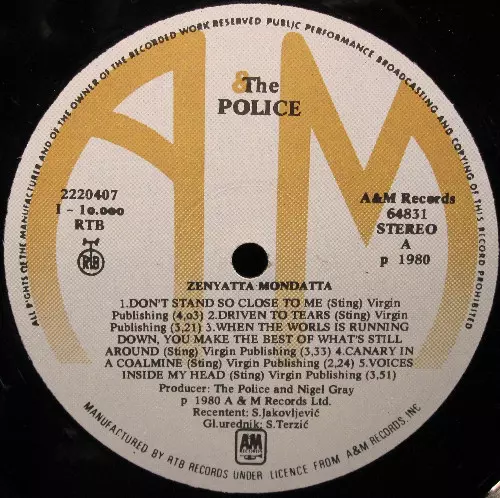 ALL RIGHTS OF THE MANUFACTURER AND OF THE OWNER OF THE RECORDED WORK RESERVED PUBLIC PERFORMANCE BROADCASTING AND COPYING OF THIS RECORD PROHIBITED
A&M
The
POLICE
2220407
I - 10.000
RTB
RTB
A&M Records
64831
STEREO
A
p 1980
ZENYATTA MONDATTA
1.DON'T STAND SO CLOSE TO ME (Sting) Virgin
Publishing (4,03) 2.DRIVEN TO TEARS (Sting) Virgin
Publishing (3,21) 3.WHEN THE WORLS IS RUNNING
DOWN, YOU MAKE THE BEST OF WHAT'S STILL
AROUND (Sting) Virgin Publishing (3,33) 4.CANARY IN
A COALMINE (Sting) Virgin Publishing (2,24) 5.VOICES
INSIDE MY HEAD (Sting) Virgin Publishing (3,51)
Producer: The Police and Nigel Gray
p 1980 A & M Records Ltd.
Recentent: S.Jakovljević
Gl.urednik: S.Terzić
A&M
RECORDS
MANUFACTURED BY RTB RECORDS UNDER LICENCE FROM A&M RECORDS, INC